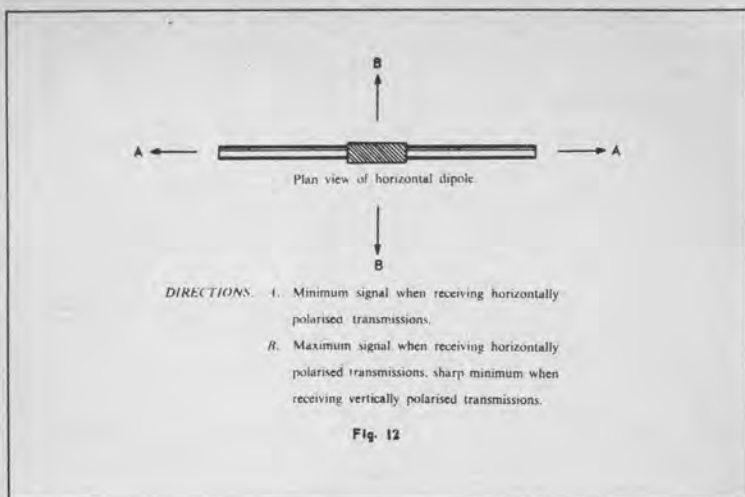 B
A A
Plan view of horizontal dipole
B
DIRECTIONS. A. Minimum signal when receiving horizontally
polarised transmissions.
B. Maximum signal when receiving horizontally
polarised transmissions, sharp minimum when
receiving vertically polarised transmissions.
Fig. 12